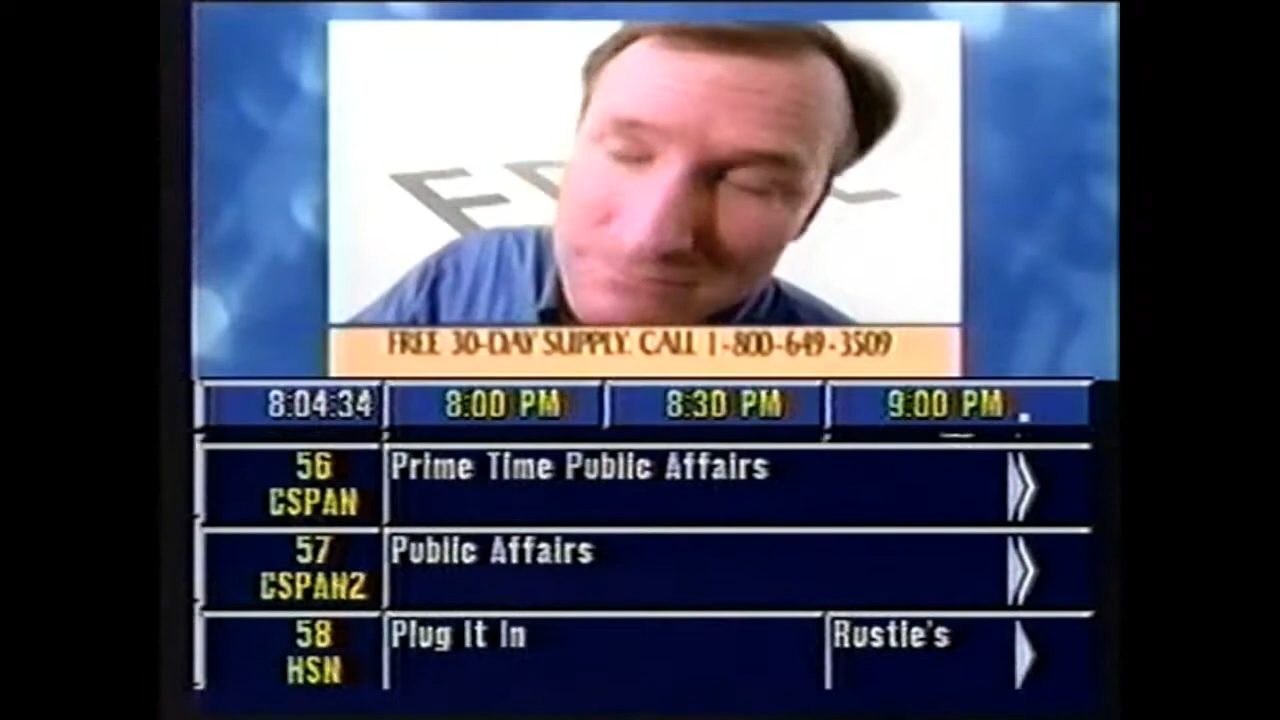 FREE 30-DAY SUPPLY. CALL 1-800-649-3509
8:04:34 8:00 PM 8:30 PM 9:00 PM
56 Prime Time Public Affairs
CSPAN
57 Public Affairs
CSPAN2
58 Plug It In Rustie's
HSN